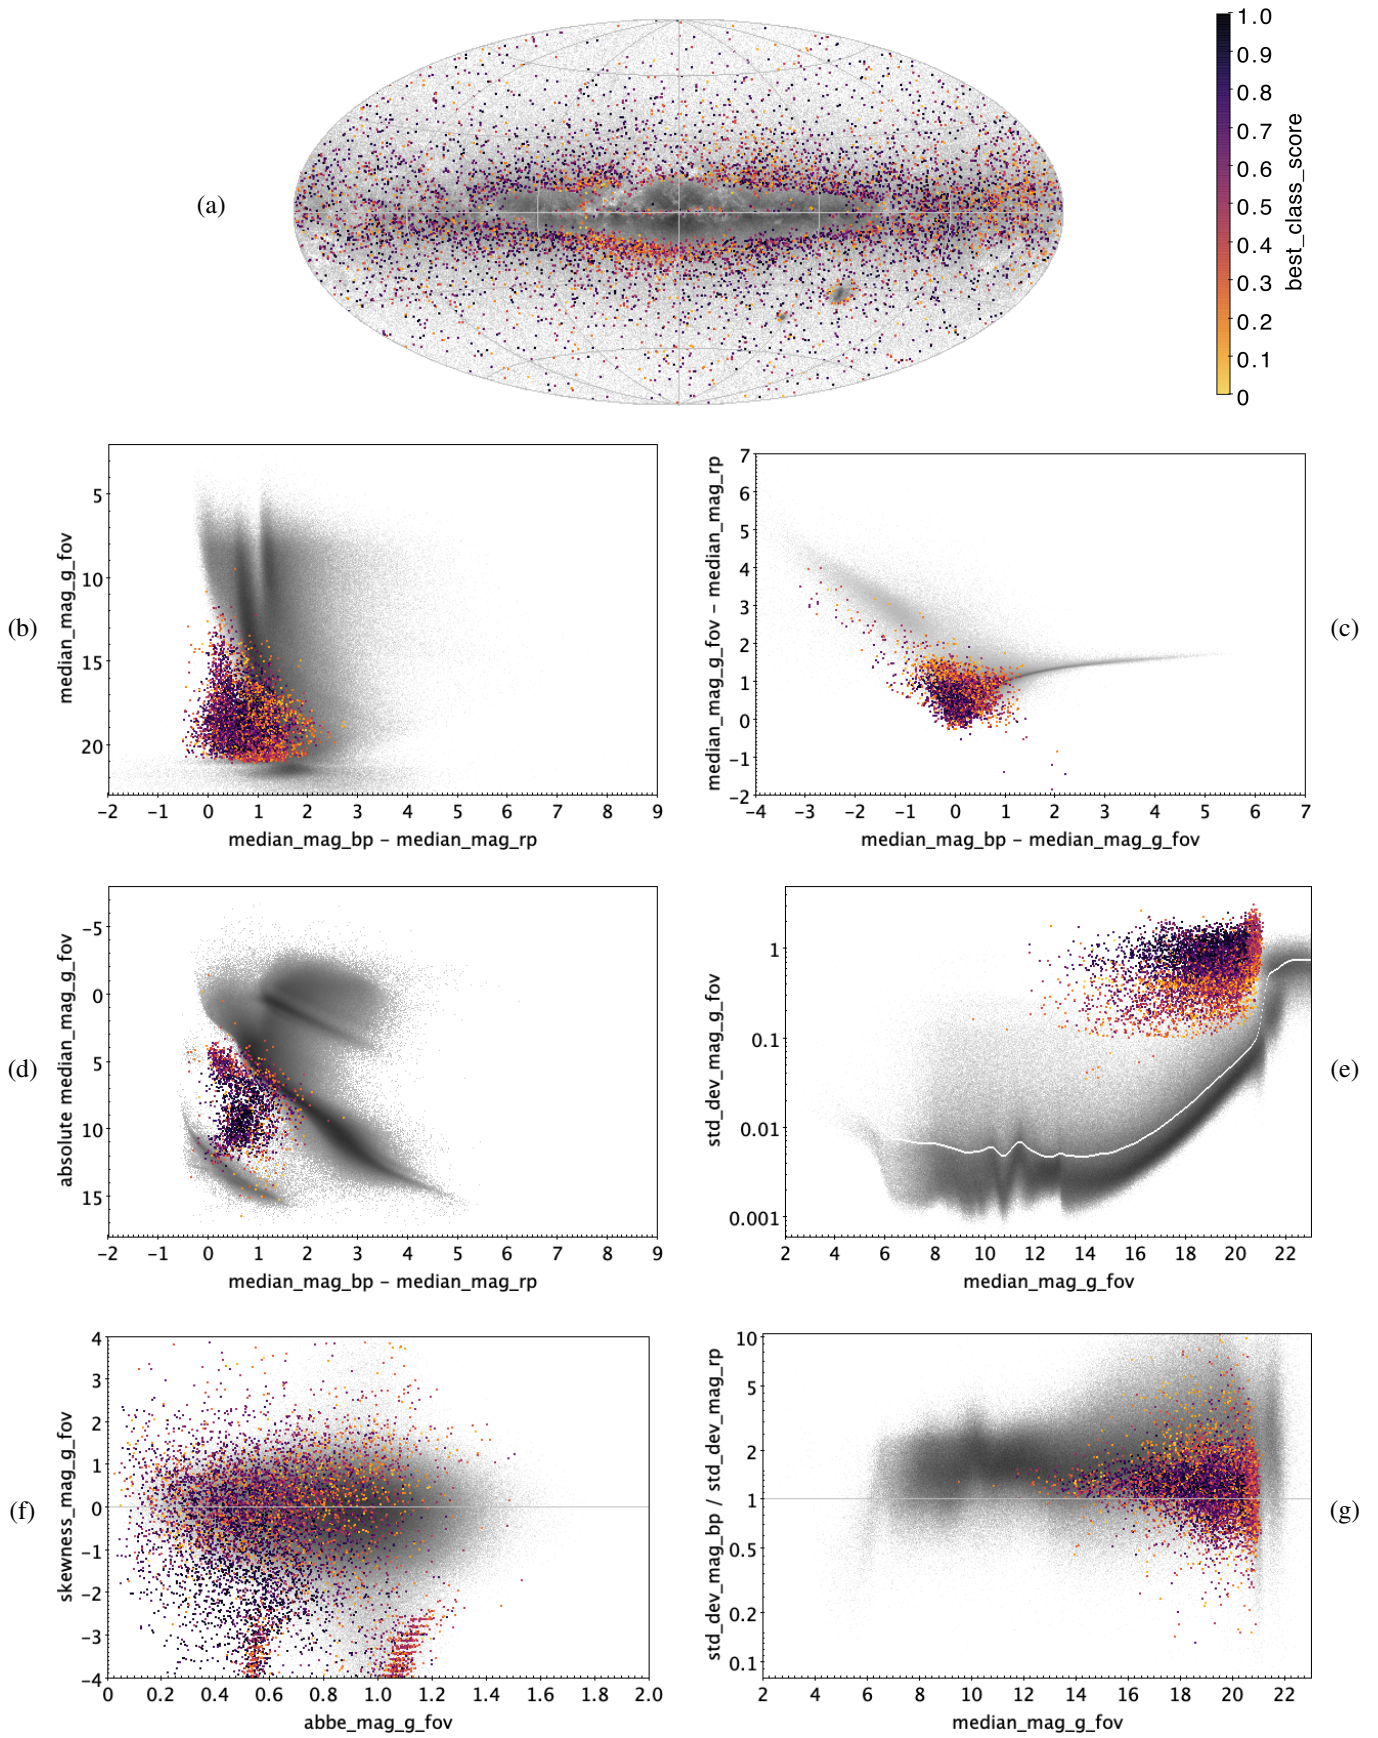 (a)
1.0
0.9
0.8
0.7
0.6
0.5
0.4
0.3
0.2
0.1
0
best_class_score
(b)
5
10
15
20
median_mag_g_fov
−2 −1 0 1 2 3 4 5 6 7 8 9
median_mag_bp − median_mag_rp
(c)
7
6
5
4
3
2
1
0
−1
−2
median_mag_g_fov − median_mag_rp
−4 −3 −2 −1 0 1 2 3 4 5 6 7
median_mag_bp − median_mag_g_fov
(d)
−5
0
5
10
15
absolute median_mag_g_fov
−2 −1 0 1 2 3 4 5 6 7 8 9
median_mag_bp − median_mag_rp
(e)
1
0.1
0.01
0.001
std_dev_mag_g_fov
2 4 6 8 10 12 14 16 18 20 22
median_mag_g_fov
(f)
4
3
2
1
0
−1
−2
−3
−4
skewness_mag_g_fov
0 0.2 0.4 0.6 0.8 1.0 1.2 1.4 1.6 1.8 2.0
abbe_mag_g_fov
(g)
10
5
2
1
0.5
0.2
0.1
std_dev_mag_bp / std_dev_mag_rp
2 4 6 8 10 12 14 16 18 20 22
median_mag_g_fov